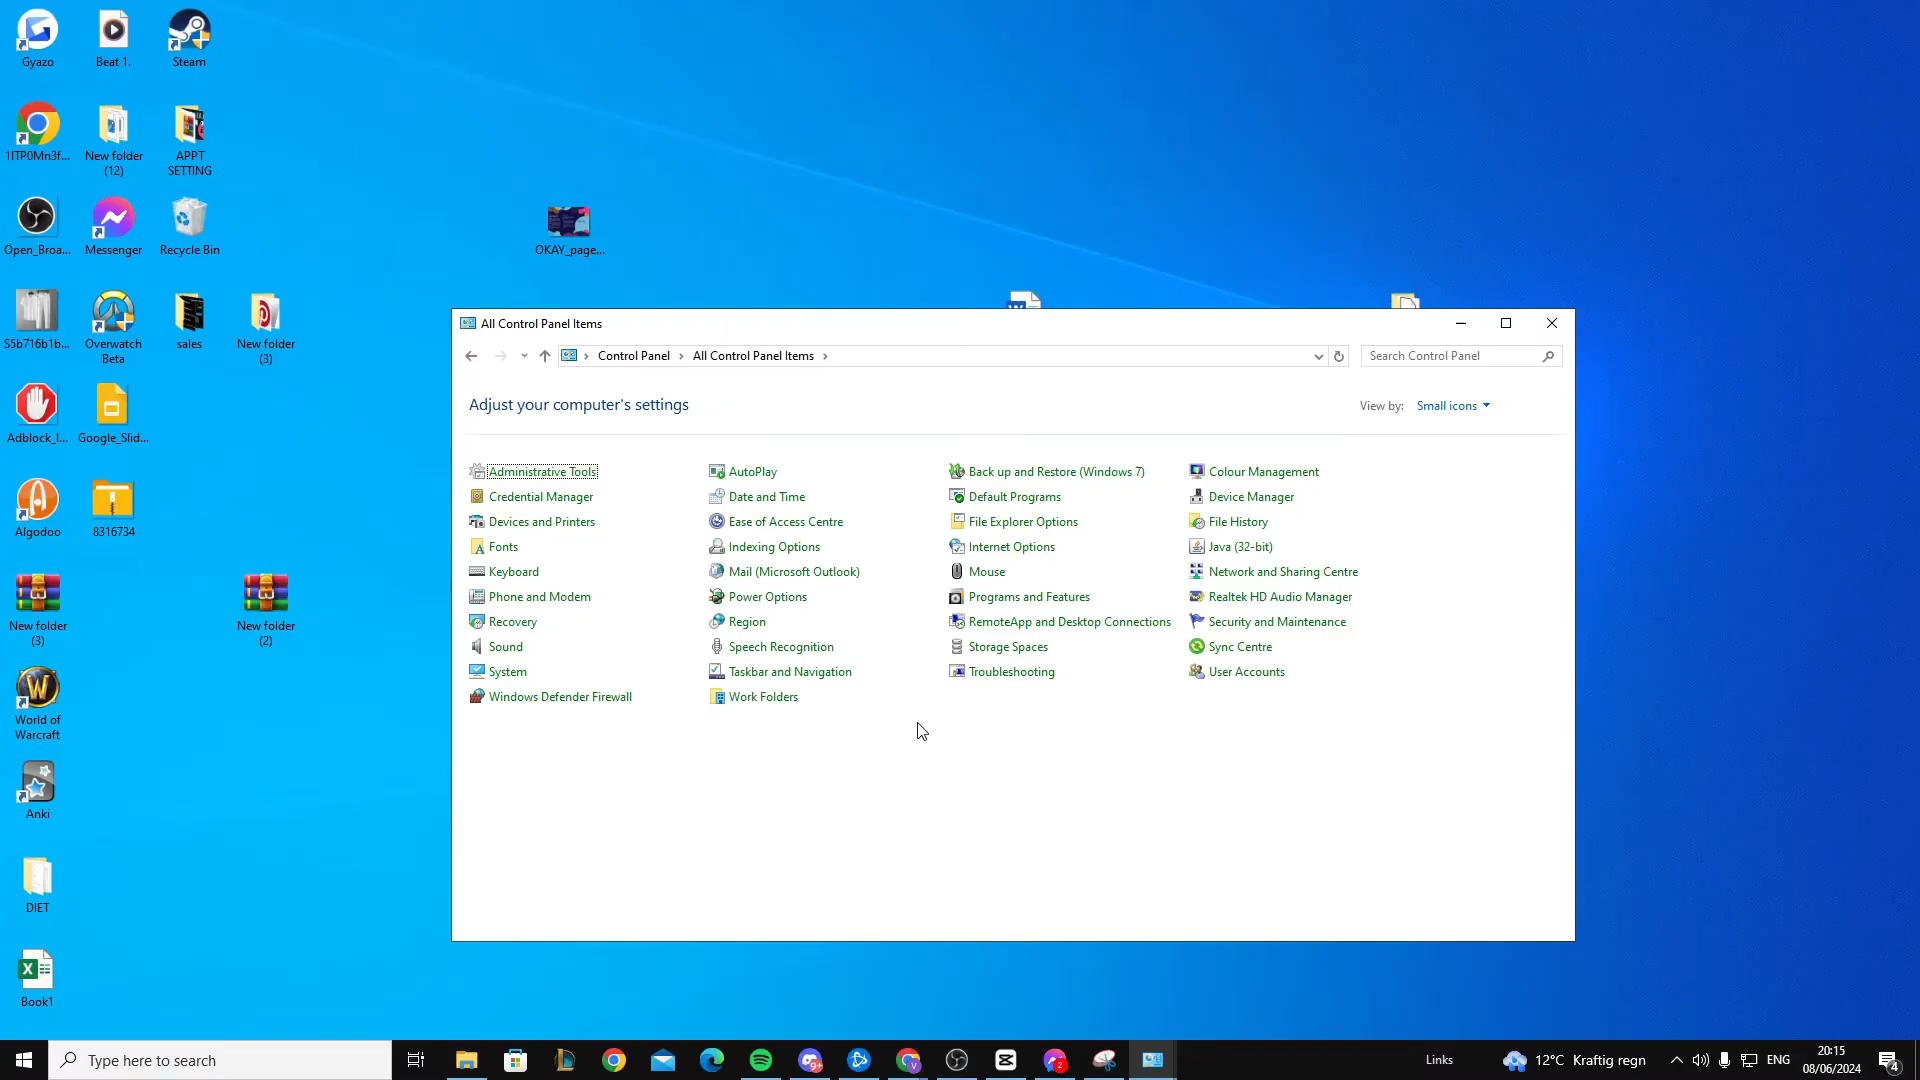 Gyazo
Beat 1.
Steam
1ITP0Mn3f...
New folder
(12)
APPT
SETTING
Open_Broa...
Messenger
Recycle Bin
OKAY_page...
S5b716b1b...
Overwatch
Beta
sales
New folder
(3)
Adblock_I...
Google_Slid...
Algodoo
8316734
New folder
(3)
New folder
(2)
World of
Warcraft
Anki
DIET
Book1
All Control Panel Items
Control Panel
All Control Panel Items
Search Control Panel
Adjust your computer's settings
View by: Small icons
Administrative Tools
AutoPlay
Back up and Restore (Windows 7)
Colour Management
Credential Manager
Date and Time
Default Programs
Device Manager
Devices and Printers
Ease of Access Centre
File Explorer Options
File History
Fonts
Indexing Options
Internet Options
Java (32-bit)
Keyboard
Mail (Microsoft Outlook)
Mouse
Network and Sharing Centre
Phone and Modem
Power Options
Programs and Features
Realtek HD Audio Manager
Recovery
Region
RemoteApp and Desktop Connections
Security and Maintenance
Sound
Speech Recognition
Storage Spaces
Sync Centre
System
Taskbar and Navigation
Troubleshooting
User Accounts
Windows Defender Firewall
Work Folders
Type here to search
9+
V
2
Links
12°C Kraftig regn
ENG
20:15
08/06/2024
4